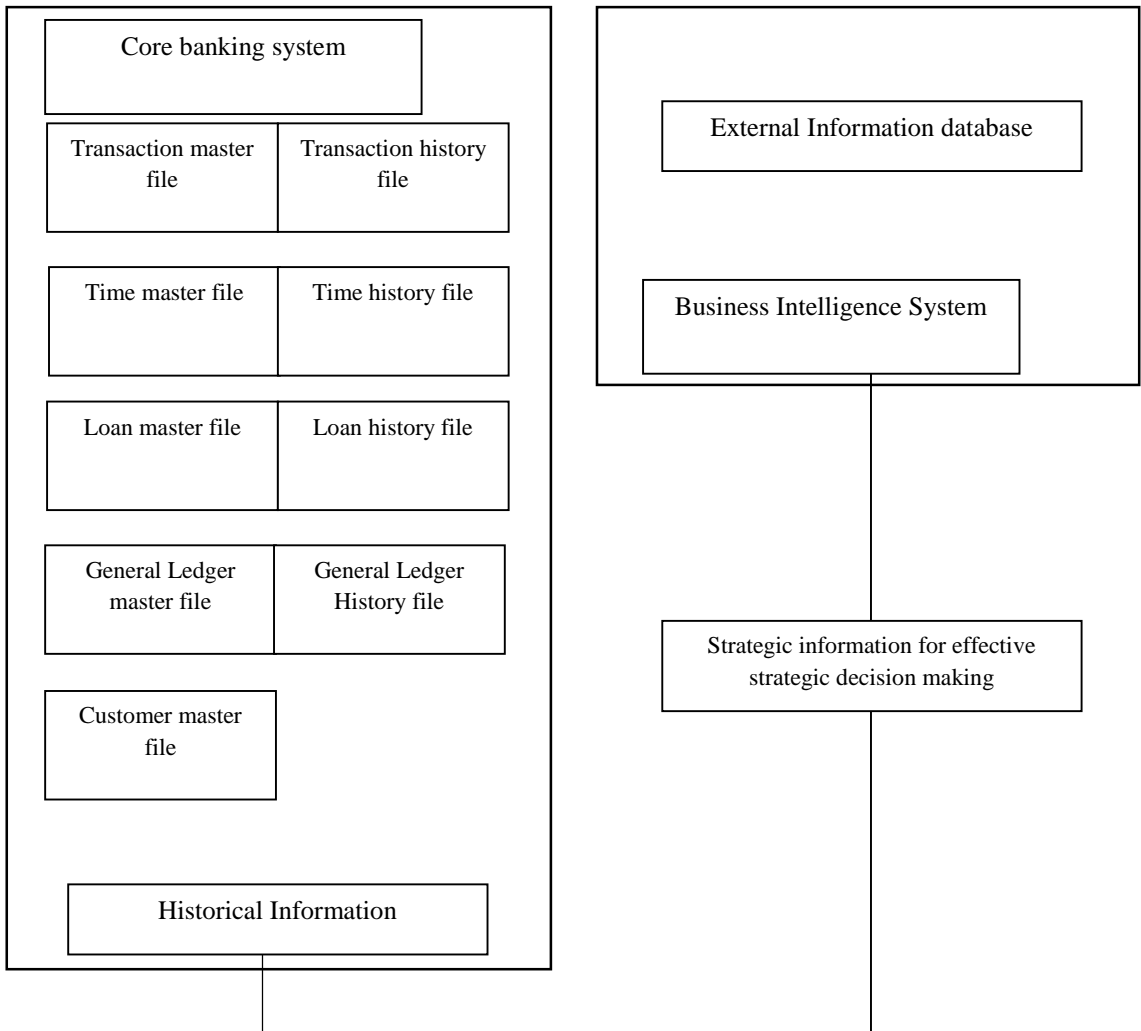 Core banking system
Transaction master
file
Transaction history
file
Time master file
Time history file
Loan master file
Loan history file
General Ledger
master file
General Ledger
History file
Customer master
file
Historical Information
External Information database
Business Intelligence System
Strategic information for effective
strategic decision making